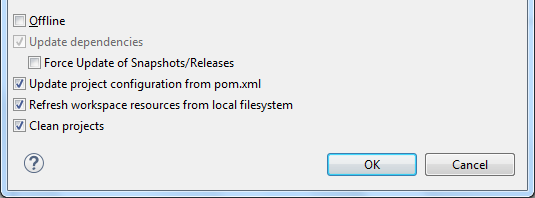 Offline
Update dependencies
Force Update of Snapshots/Releases
Update project configuration from pom.xml
Refresh workspace resources from local filesystem
Clean projects
? OK Cancel